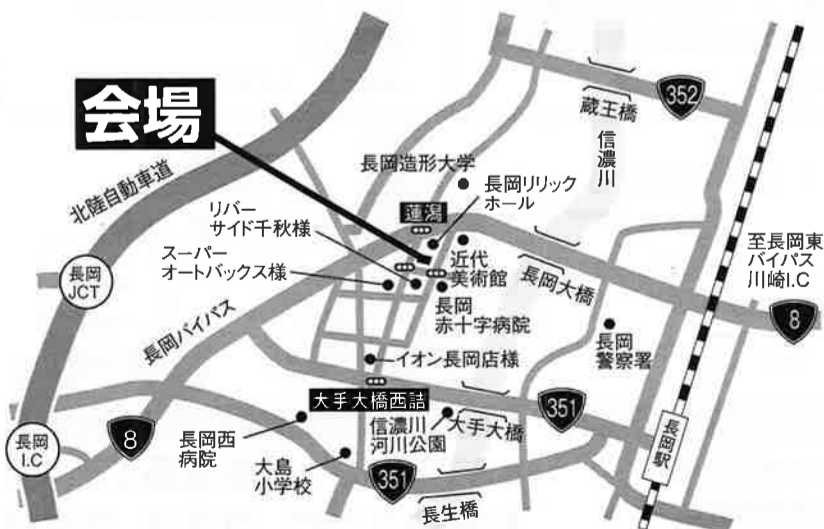 会場
北陸自動車道
長岡
JCT
長岡バイパス
長岡
I.C
8
リバー
サイド千秋様
スーパー
オートバックス様
長岡造形大学
蓮潟
長岡リリック
ホール
近代
美術館
長岡
赤十字病院
イオン長岡店様
大手大橋西詰
長岡西
病院
大島
小学校
351
信濃川
河川公園
大手大橋
長生橋
351
長岡
警察署
長岡大橋
蔵王橋
信濃川
352
至長岡東
バイパス
川崎I.C
8
長岡駅